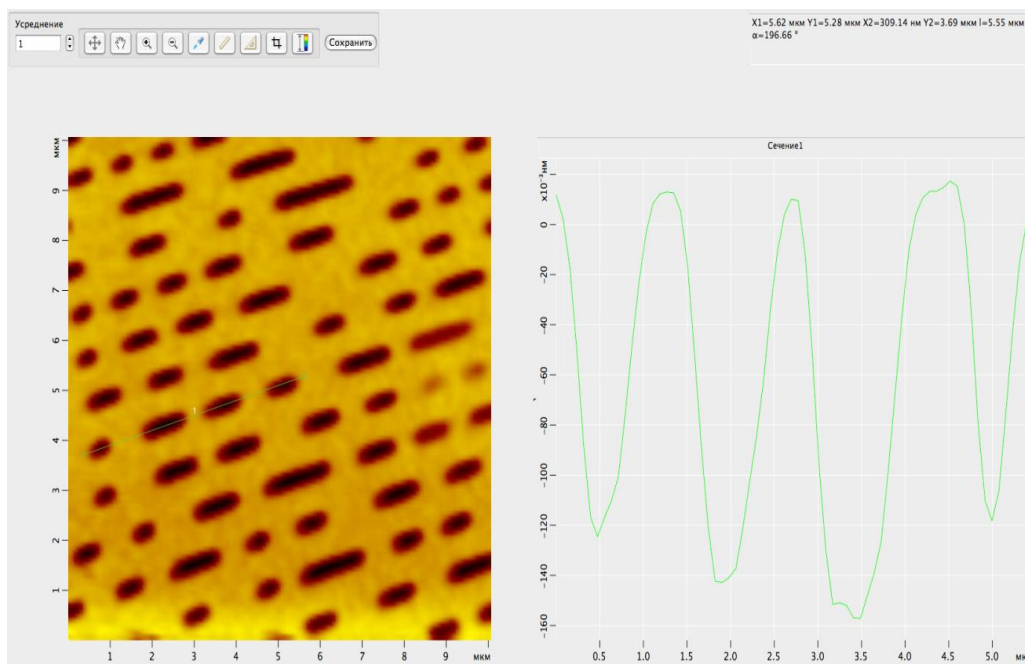 Усреднение
1
Сохранить
X1=5.62 мкм Y1=5.28 мкм X2=309.14 нм Y2=3.69 мкм l=5.55 мкм
α=196.66 °
мкм
9
8
7
6
5
4
3
2
1
1
1 2 3 4 5 6 7 8 9 мкм
Сечение1
x10⁻³нм
0
−20
−40
−60
−80
−100
−120
−140
−160
0.5 1.0 1.5 2.0 2.5 3.0 3.5 4.0 4.5 5.0 мк